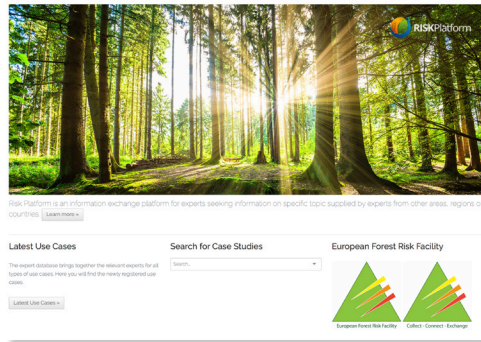 RISKPlatform
Risk Platform is an information exchange platform for experts seeking information on specific topic supplied by experts from other areas, regions o
countries. Learn more »
Latest Use Cases
The expert database brings together the relevant experts for all
types of use cases. Here you will find the newly registered use
cases.
Latest Use Cases »
Search for Case Studies
Search...
European Forest Risk Facility
European Forest Risk Facility
Collect - Connect - Exchange